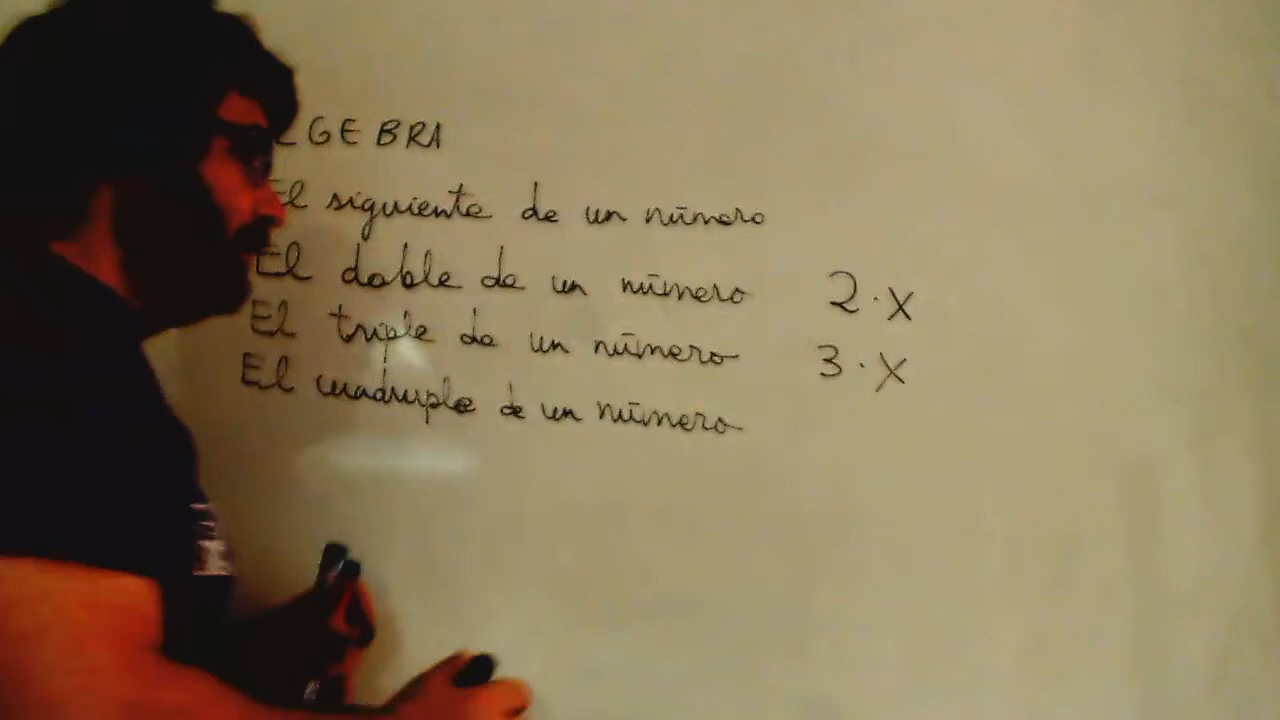 LGEBRA
El siguiente de un número
El doble de un número 2·x
El triple de un número 3·x
El cuadruple de un número